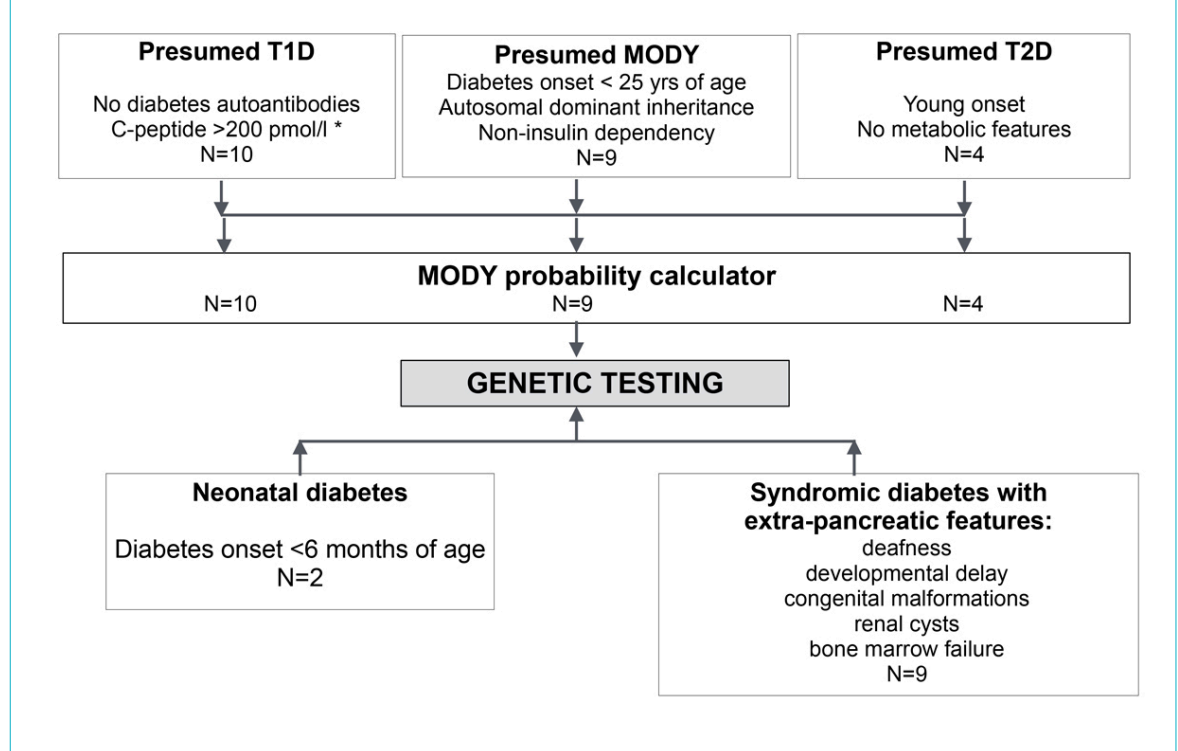 Presumed T1D
No diabetes autoantibodies
C-peptide >200 pmol/l *
N=10
Presumed MODY
Diabetes onset < 25 yrs of age
Autosomal dominant inheritance
Non-insulin dependency
N=9
Presumed T2D
Young onset
No metabolic features
N=4
MODY probability calculator
N=10 N=9 N=4
GENETIC TESTING
Neonatal diabetes
Diabetes onset <6 months of age
N=2
Syndromic diabetes with
extra-pancreatic features:
deafness
developmental delay
congenital malformations
renal cysts
bone marrow failure
N=9